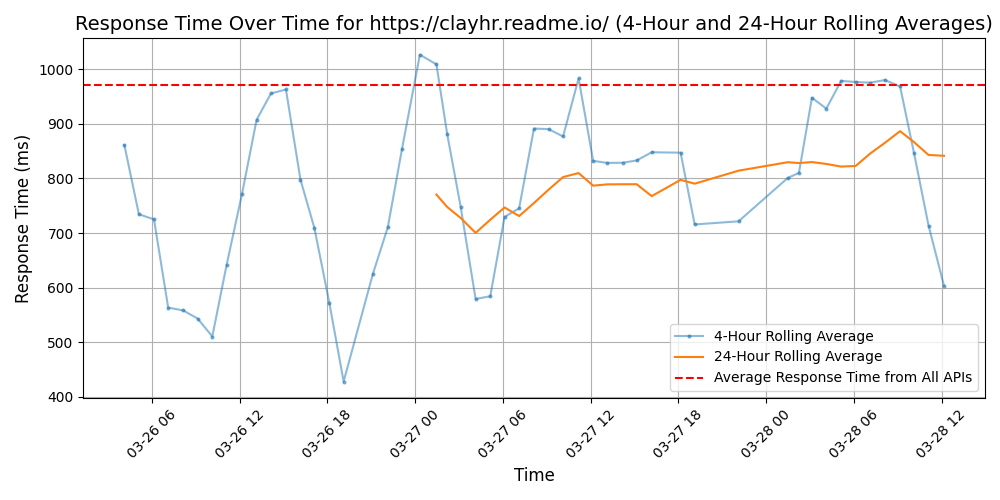 Response Time Over Time for https://clayhr.readme.io/ (4-Hour and 24-Hour Rolling Averages)
Response Time (ms)
1000
900
800
700
600
500
400
4-Hour Rolling Average
24-Hour Rolling Average
Average Response Time from All APIs
03-26 06
03-26 12
03-26 18
03-27 00
03-27 06
03-27 12
03-27 18
03-28 00
03-28 06
03-28 12
Time